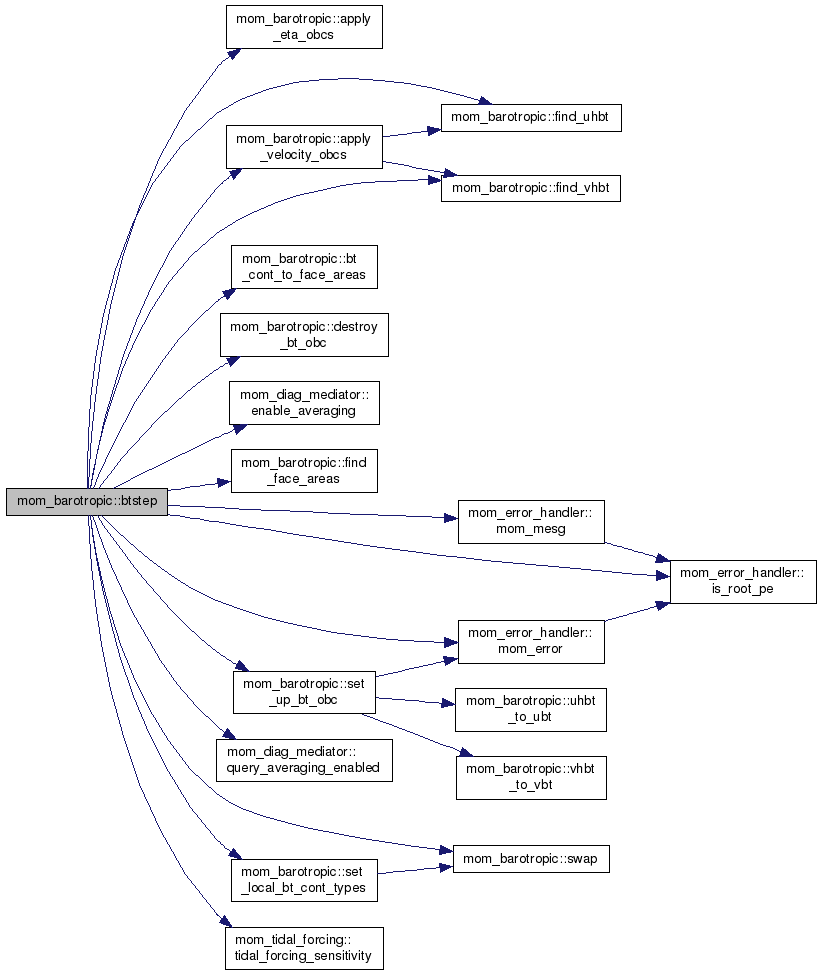 mom_barotropic::apply
_eta_obcs
mom_barotropic::find_uhbt
mom_barotropic::apply
_velocity_obcs
mom_barotropic::find_vhbt
mom_barotropic::bt
_cont_to_face_areas
mom_barotropic::destroy
_bt_obc
mom_diag_mediator::
enable_averaging
mom_barotropic::find
_face_areas
mom_barotropic::btstep
mom_error_handler::
mom_mesg
mom_error_handler::
is_root_pe
mom_error_handler::
mom_error
mom_barotropic::set
_up_bt_obc
mom_barotropic::uhbt
_to_ubt
mom_diag_mediator::
query_averaging_enabled
mom_barotropic::vhbt
_to_vbt
mom_barotropic::swap
mom_barotropic::set
_local_bt_cont_types
mom_tidal_forcing::
tidal_forcing_sensitivity